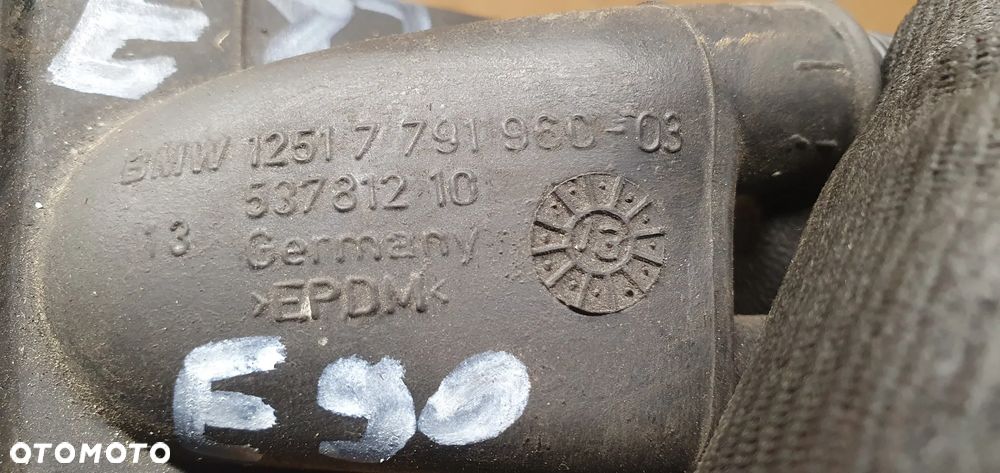 BMW 1251 7 791 960-03
537812 10
13 Germany
>EPDM<
E90
OTOMOTO